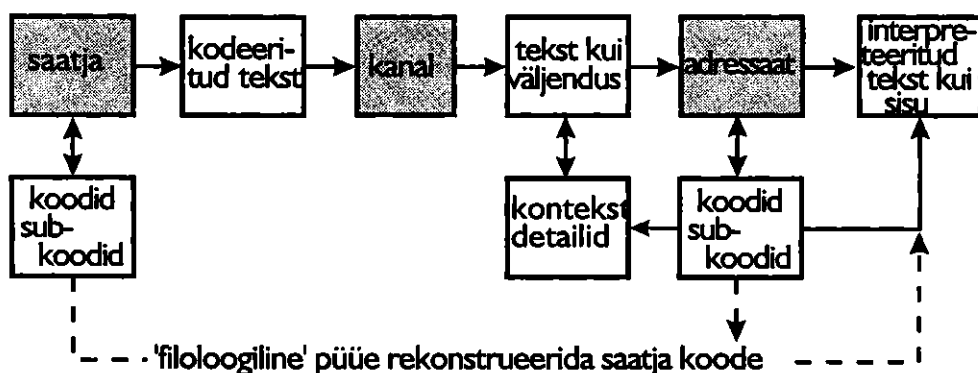 saatja
kodeeri-
tud tekst
kanal
tekst kui
väljendus
adressaat
interpre-
teeritud
tekst kui
sisu
koodid
sub-
koodid
kontekst
detailid
koodid
sub-
koodid
'filoloogiline' püüe rekonstrueerida saatja koode